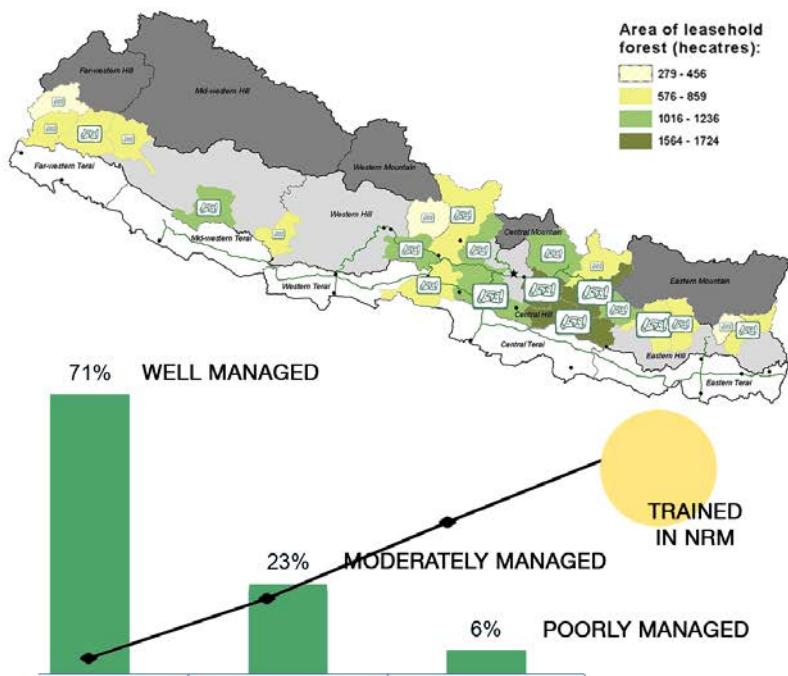 Area of leasehold
forest (hecatres):
279 - 456
576 - 859
1016 - 1236
1564 - 1724
Far-western Hill
Mid-western Hill
Western Mountain
Far-western Terai
Western Hill
Central Mountain
Mid-western Terai
Eastern Mountain
Western Terai
Central Hill
Central Terai
Eastern Hill
Eastern Terai
71% WELL MANAGED
TRAINED
IN NRM
23% MODERATELY MANAGED
6% POORLY MANAGED